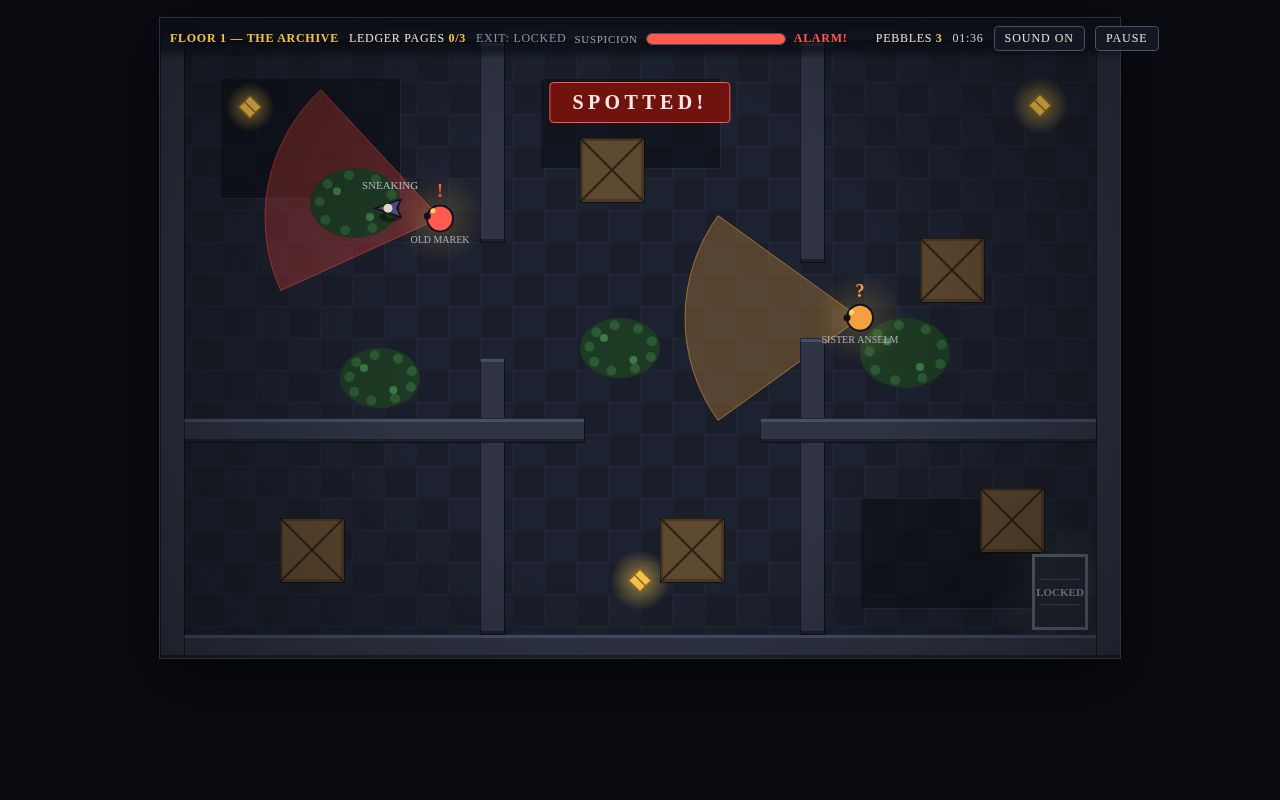 FLOOR 1 — THE ARCHIVE LEDGER PAGES 0/3 EXIT: LOCKED SUSPICION ALARM! PEBBLES 3 01:36 SOUND ON PAUSE
SPOTTED!
SNEAKING
!
OLD MAREK
?
SISTER ANSELM
LOCKED